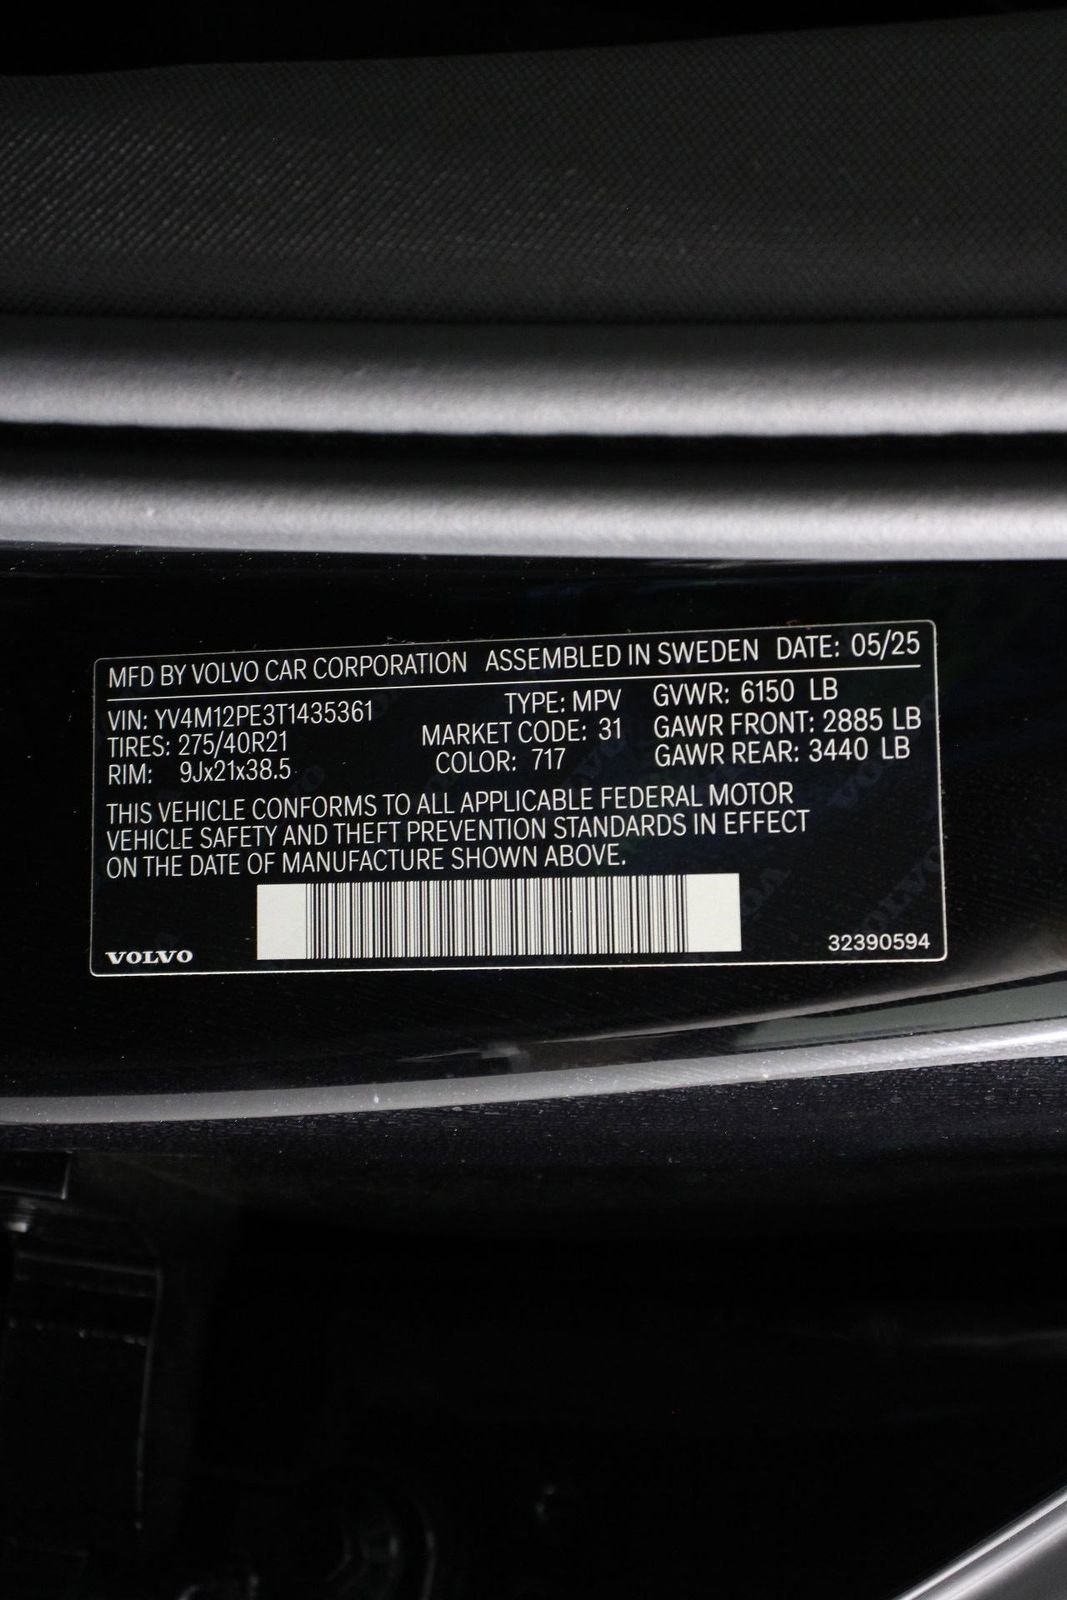 MFD BY VOLVO CAR CORPORATION ASSEMBLED IN SWEDEN DATE: 05/25
VIN: YV4M12PE3T1435361 TYPE: MPV GVWR: 6150 LB
TIRES: 275/40R21 MARKET CODE: 31 GAWR FRONT: 2885 LB
RIM: 9Jx21x38.5 COLOR: 717 GAWR REAR: 3440 LB
THIS VEHICLE CONFORMS TO ALL APPLICABLE FEDERAL MOTOR
VEHICLE SAFETY AND THEFT PREVENTION STANDARDS IN EFFECT
ON THE DATE OF MANUFACTURE SHOWN ABOVE.
VOLVO 32390594